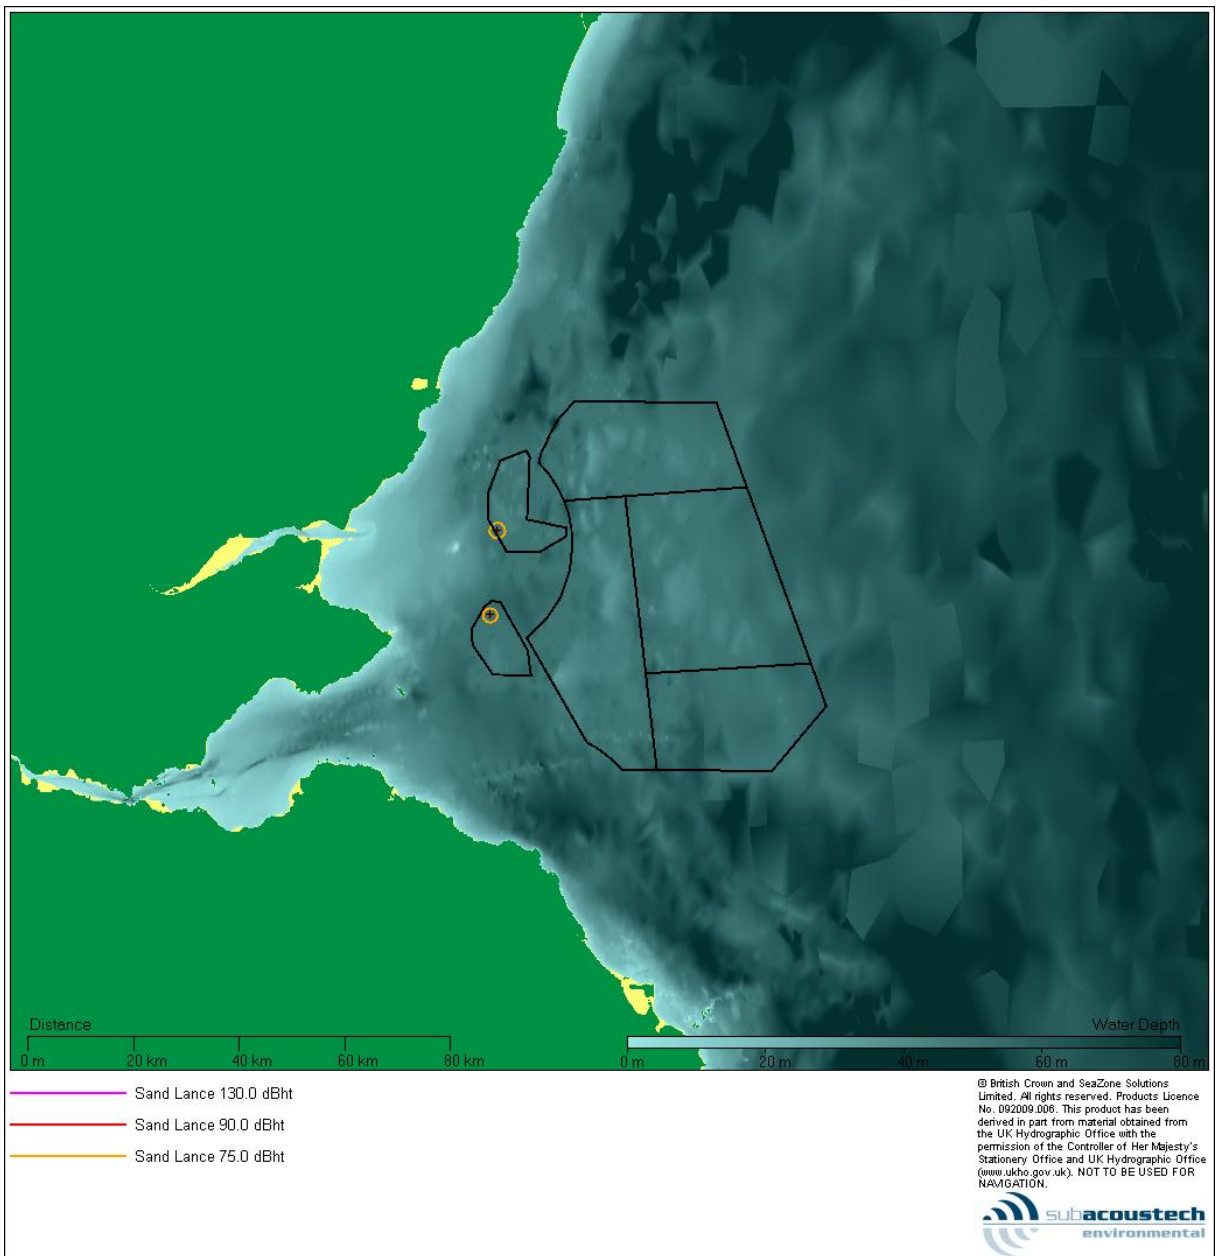 Distance
0 m 20 km 40 km 60 km 80 km
Water Depth
0 m 20 m 40 m 60 m 80 m
Sand Lance 130.0 dBht
Sand Lance 90.0 dBht
Sand Lance 75.0 dBht
© British Crown and SeaZone Solutions
Limited. All rights reserved. Products Licence
No. 092009.006. This product has been
derived in part from material obtained from
the UK Hydrographic Office with the
permission of the Controller of Her Majesty's
Stationery Office and UK Hydrographic Office
(www.ukho.gov.uk). NOT TO BE USED FOR
NAVIGATION.
subacoustech
environmental